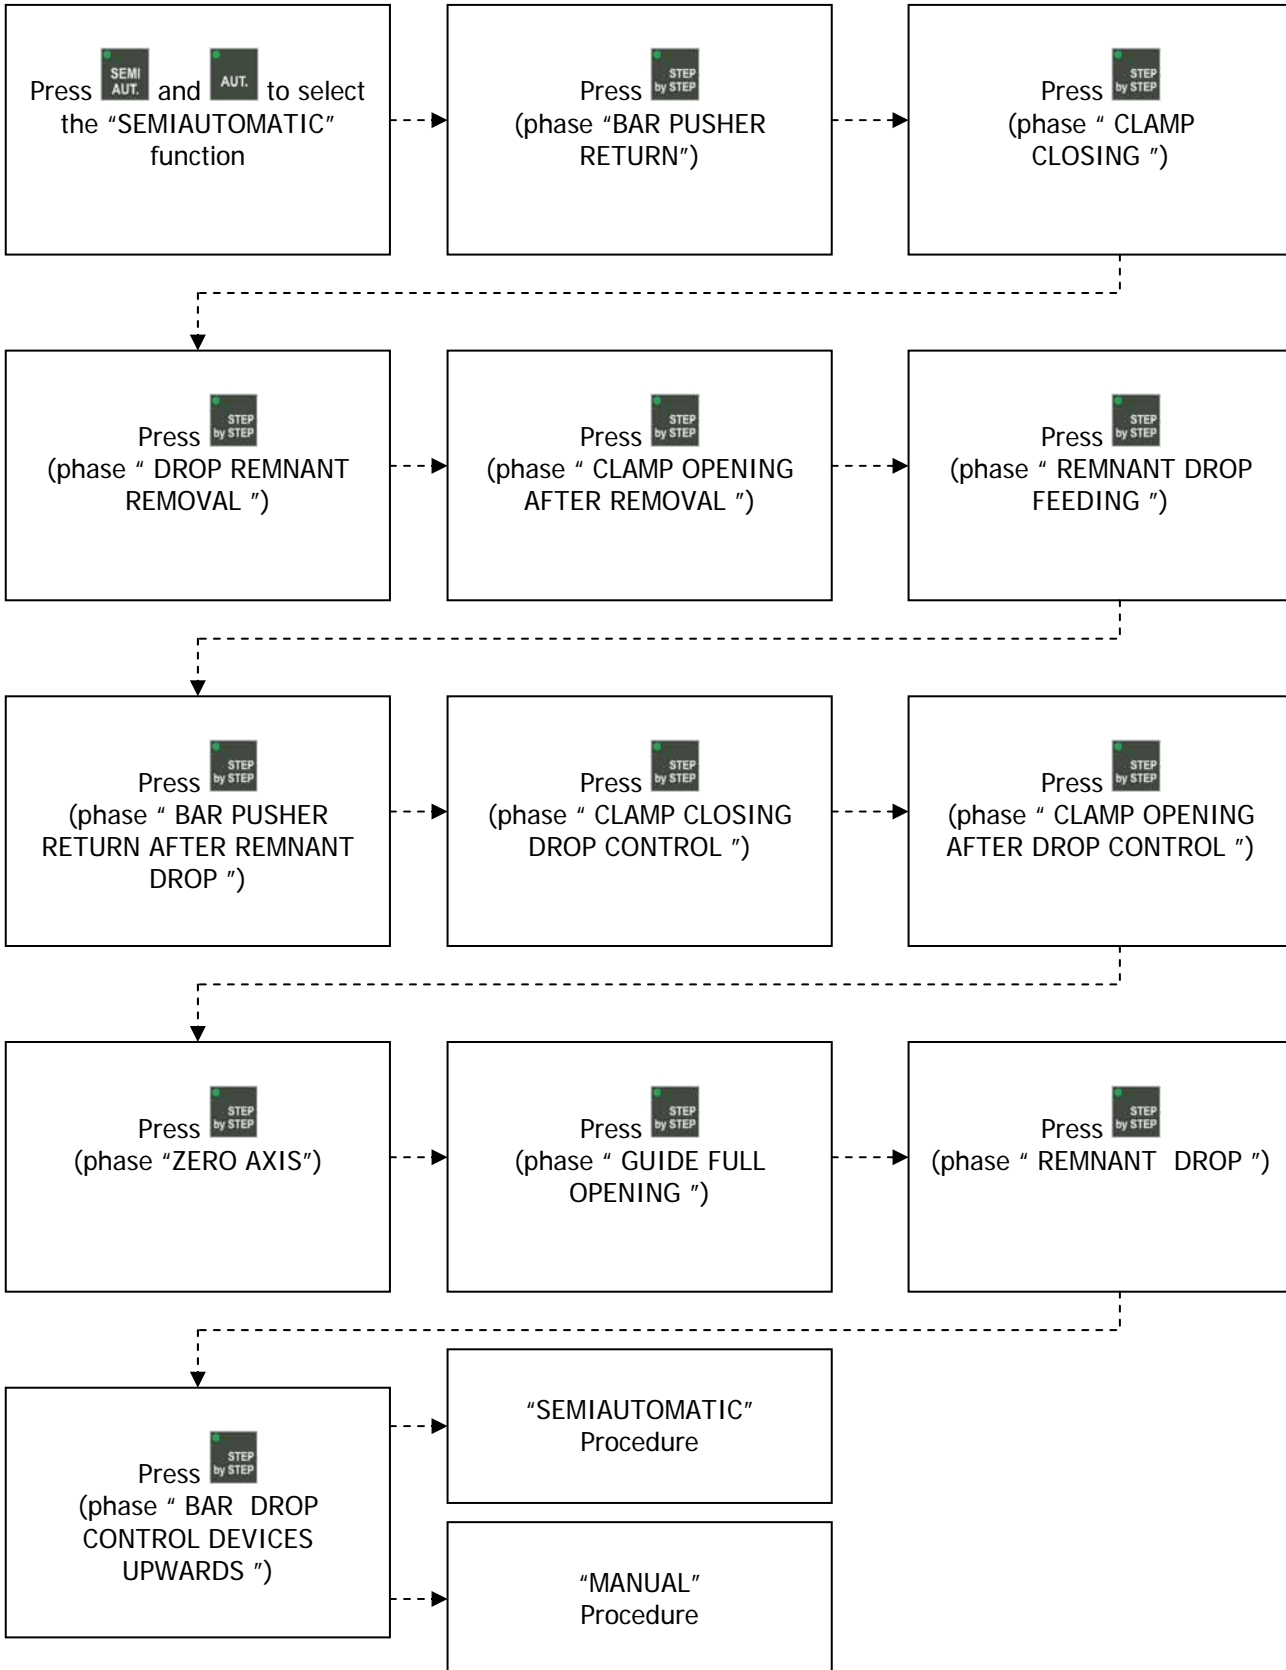 Press SEMI AUT. and AUT. to select
the “SEMIAUTOMATIC”
function
Press STEP by STEP
(phase “BAR PUSHER
RETURN”)
Press STEP by STEP
(phase “ CLAMP
CLOSING ”)
Press STEP by STEP
(phase “ DROP REMNANT
REMOVAL ”)
Press STEP by STEP
(phase “ CLAMP OPENING
AFTER REMOVAL ”)
Press STEP by STEP
(phase “ REMNANT DROP
FEEDING ”)
Press STEP by STEP
(phase “ BAR PUSHER
RETURN AFTER REMNANT
DROP ”)
Press STEP by STEP
(phase “ CLAMP CLOSING
DROP CONTROL ”)
Press STEP by STEP
(phase “ CLAMP OPENING
AFTER DROP CONTROL ”)
Press STEP by STEP
(phase “ZERO AXIS”)
Press STEP by STEP
(phase “ GUIDE FULL
OPENING ”)
Press STEP by STEP
(phase “ REMNANT  DROP ”)
Press STEP by STEP
(phase “ BAR  DROP
CONTROL DEVICES
UPWARDS ”)
“SEMIAUTOMATIC”
Procedure
“MANUAL”
Procedure